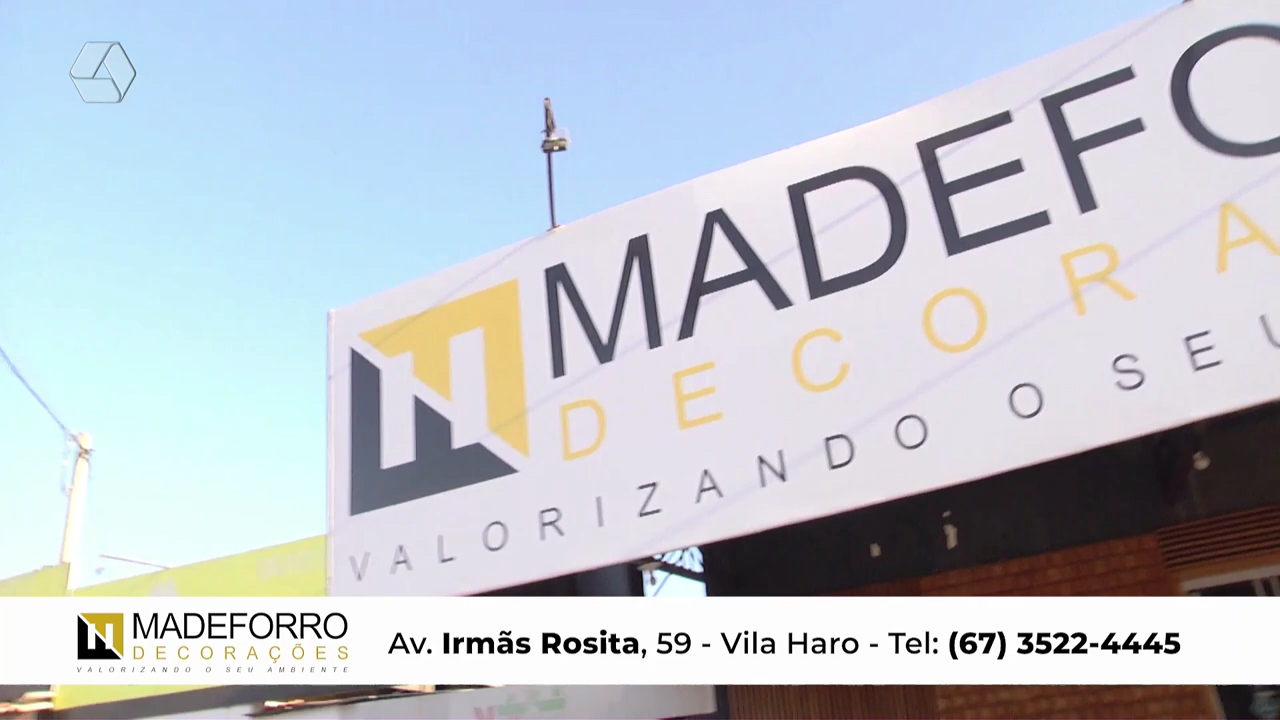 MADEFO
DECORA
VALORIZANDO O SEU
MADEFORRO
DECORAÇÕES
VALORIZANDO O SEU AMBIENTE
Av. Irmãs Rosita, 59 - Vila Haro - Tel: (67) 3522-4445